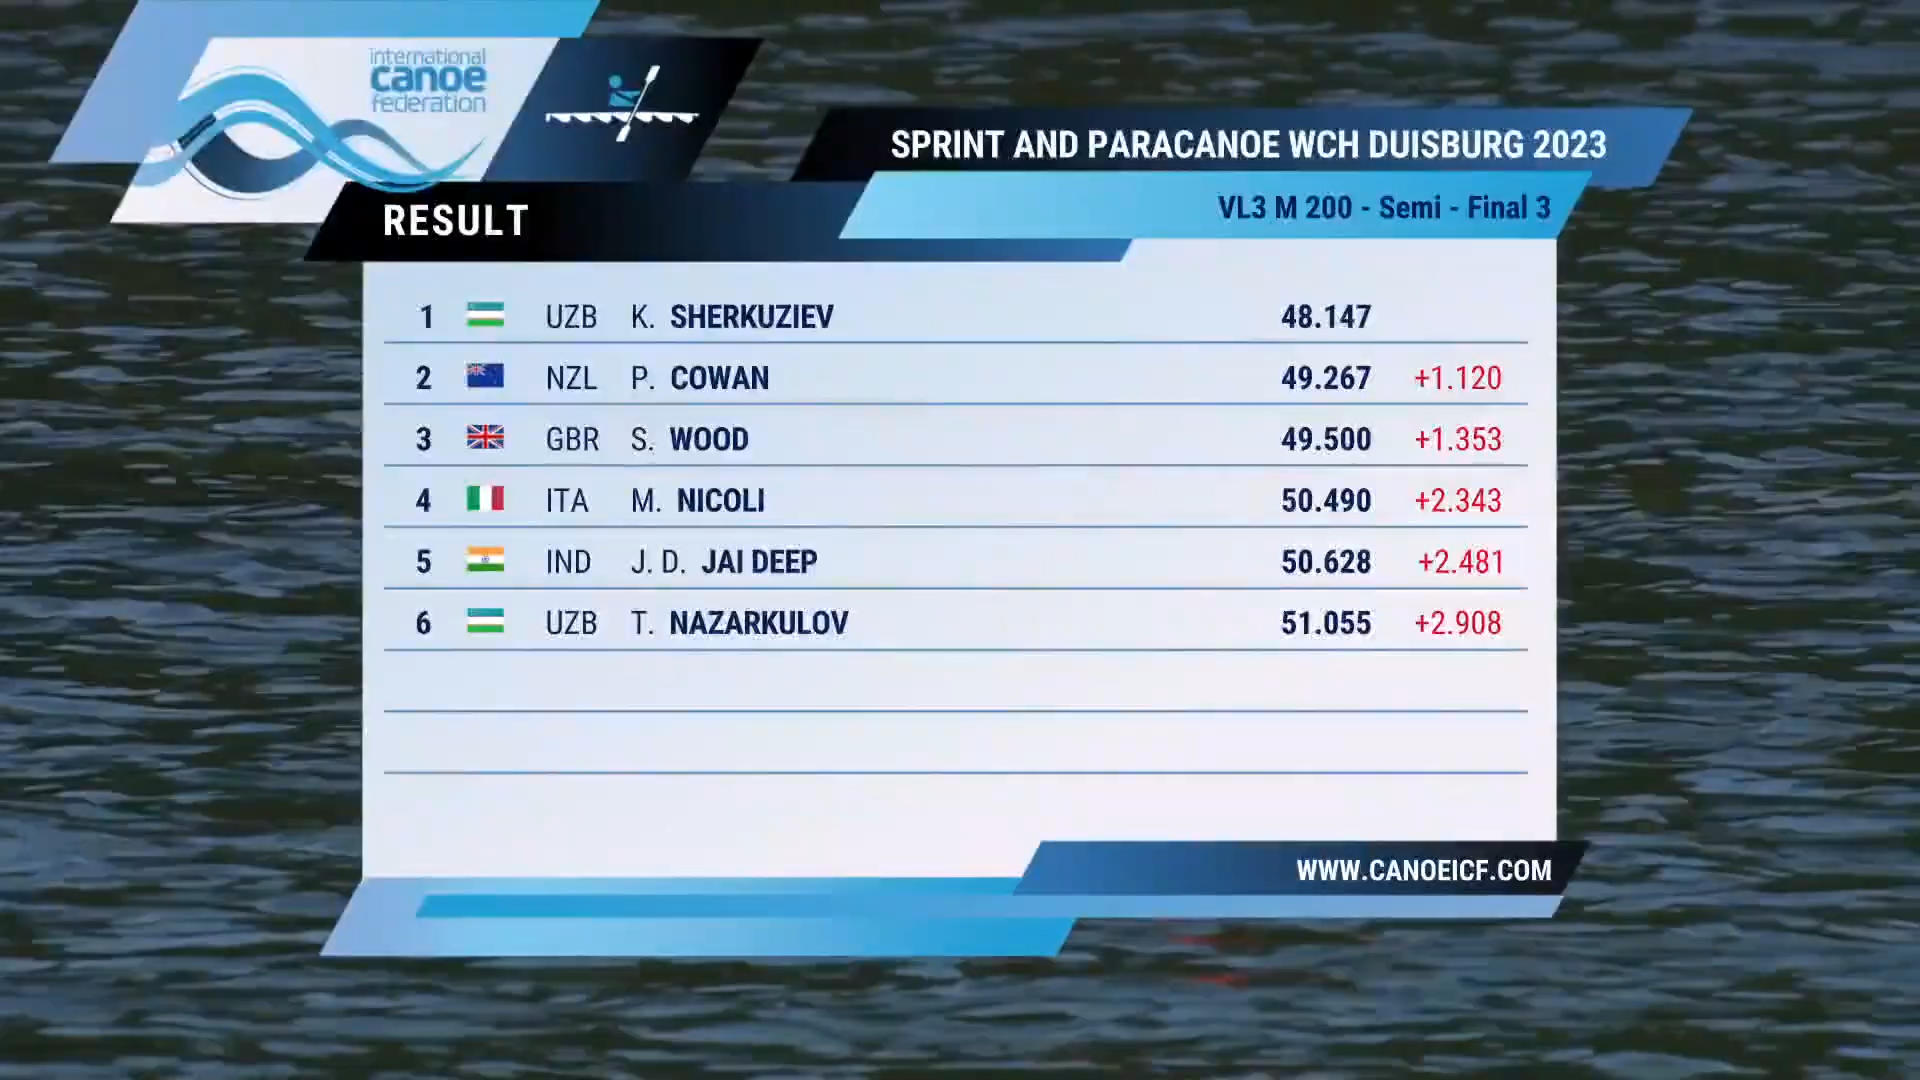 international
canoe
federation
SPRINT AND PARACANOE WCH DUISBURG 2023
RESULT
VL3 M 200 - Semi - Final 3
1 UZB K. SHERKUZIEV 48.147
2 NZL P. COWAN 49.267 +1.120
3 GBR S. WOOD 49.500 +1.353
4 ITA M. NICOLI 50.490 +2.343
5 IND J. D. JAI DEEP 50.628 +2.481
6 UZB T. NAZARKULOV 51.055 +2.908
WWW.CANOEICF.COM